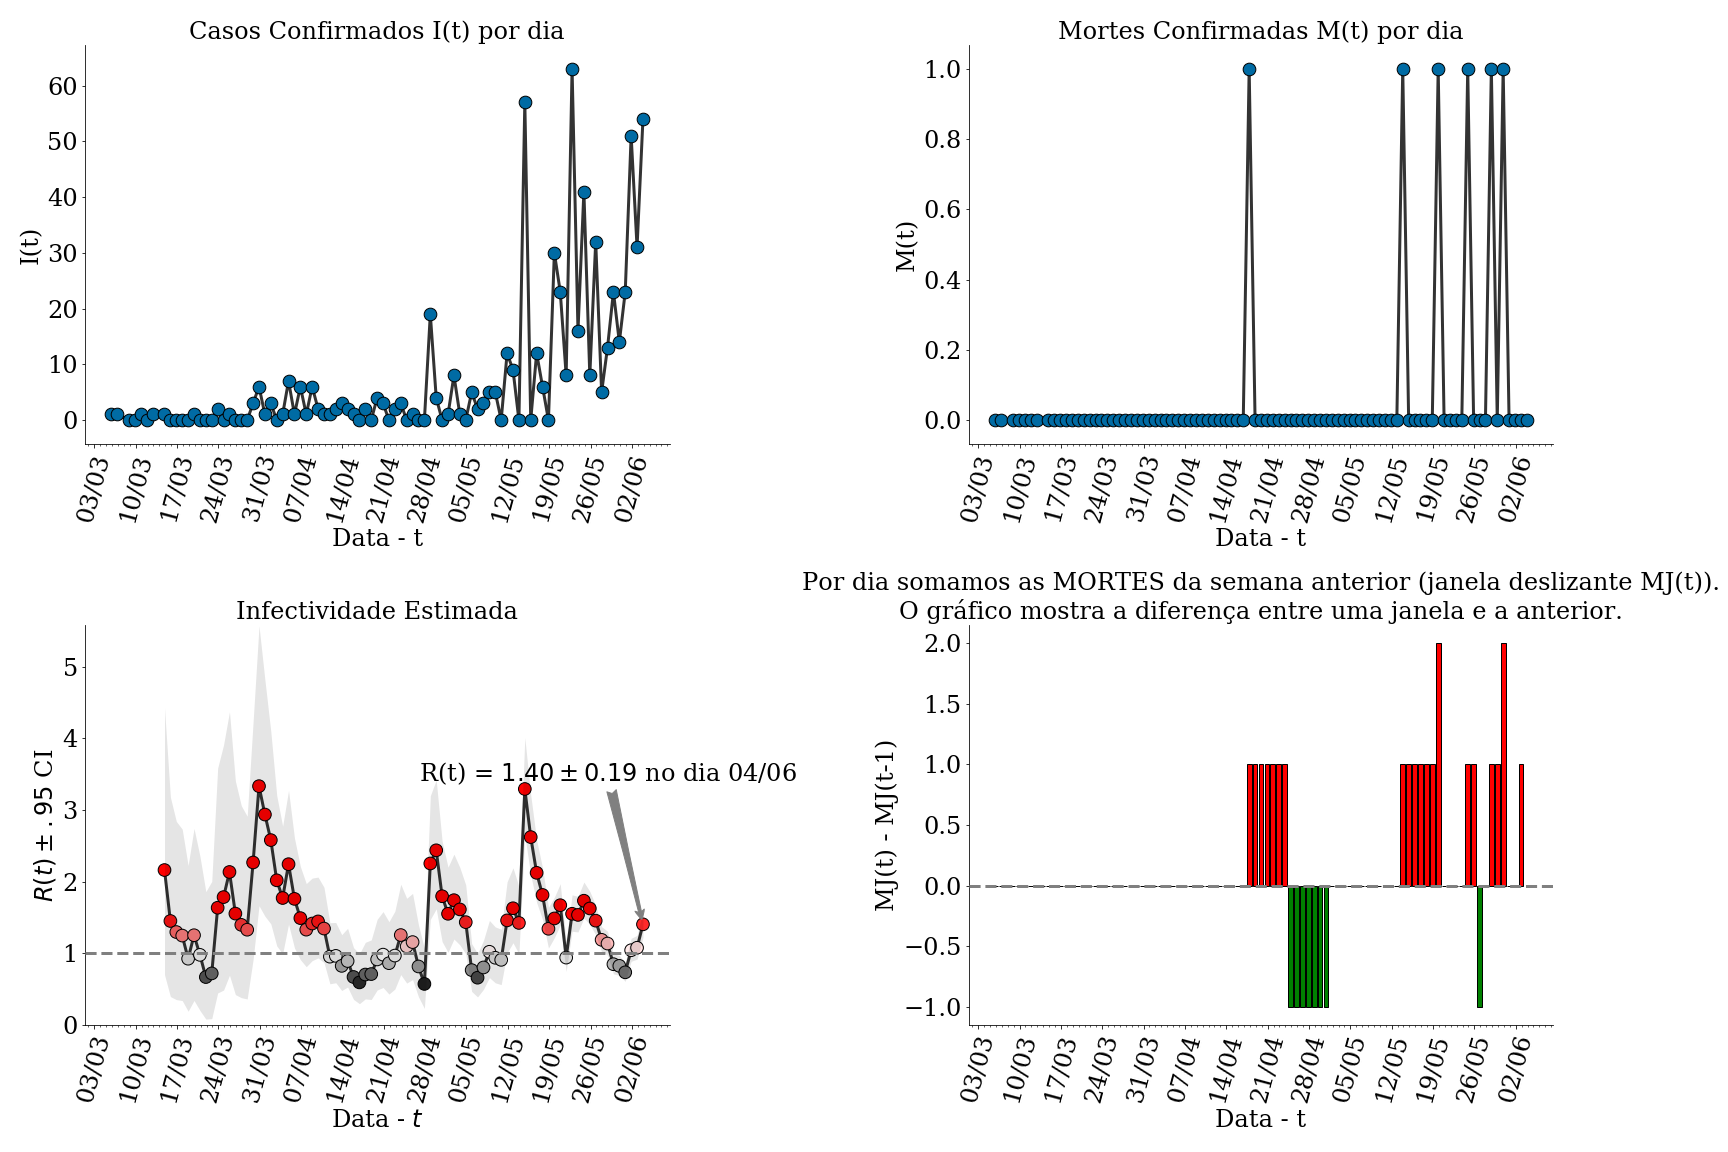 Casos Confirmados I(t) por dia
I(t)
60
50
40
30
20
10
0
03/03 10/03 17/03 24/03 31/03 07/04 14/04 21/04 28/04 05/05 12/05 19/05 26/05 02/06
Data - t
Mortes Confirmadas M(t) por dia
M(t)
1.0
0.8
0.6
0.4
0.2
0.0
03/03 10/03 17/03 24/03 31/03 07/04 14/04 21/04 28/04 05/05 12/05 19/05 26/05 02/06
Data - t
Infectividade Estimada
R(t) ± .95 CI
5
4
3
2
1
0
R(t) = 1.40 ± 0.19 no dia 04/06
03/03 10/03 17/03 24/03 31/03 07/04 14/04 21/04 28/04 05/05 12/05 19/05 26/05 02/06
Data - t
Por dia somamos as MORTES da semana anterior (janela deslizante MJ(t)).
O gráfico mostra a diferença entre uma janela e a anterior.
MJ(t) - MJ(t-1)
2.0
1.5
1.0
0.5
0.0
−0.5
−1.0
03/03 10/03 17/03 24/03 31/03 07/04 14/04 21/04 28/04 05/05 12/05 19/05 26/05 02/06
Data - t